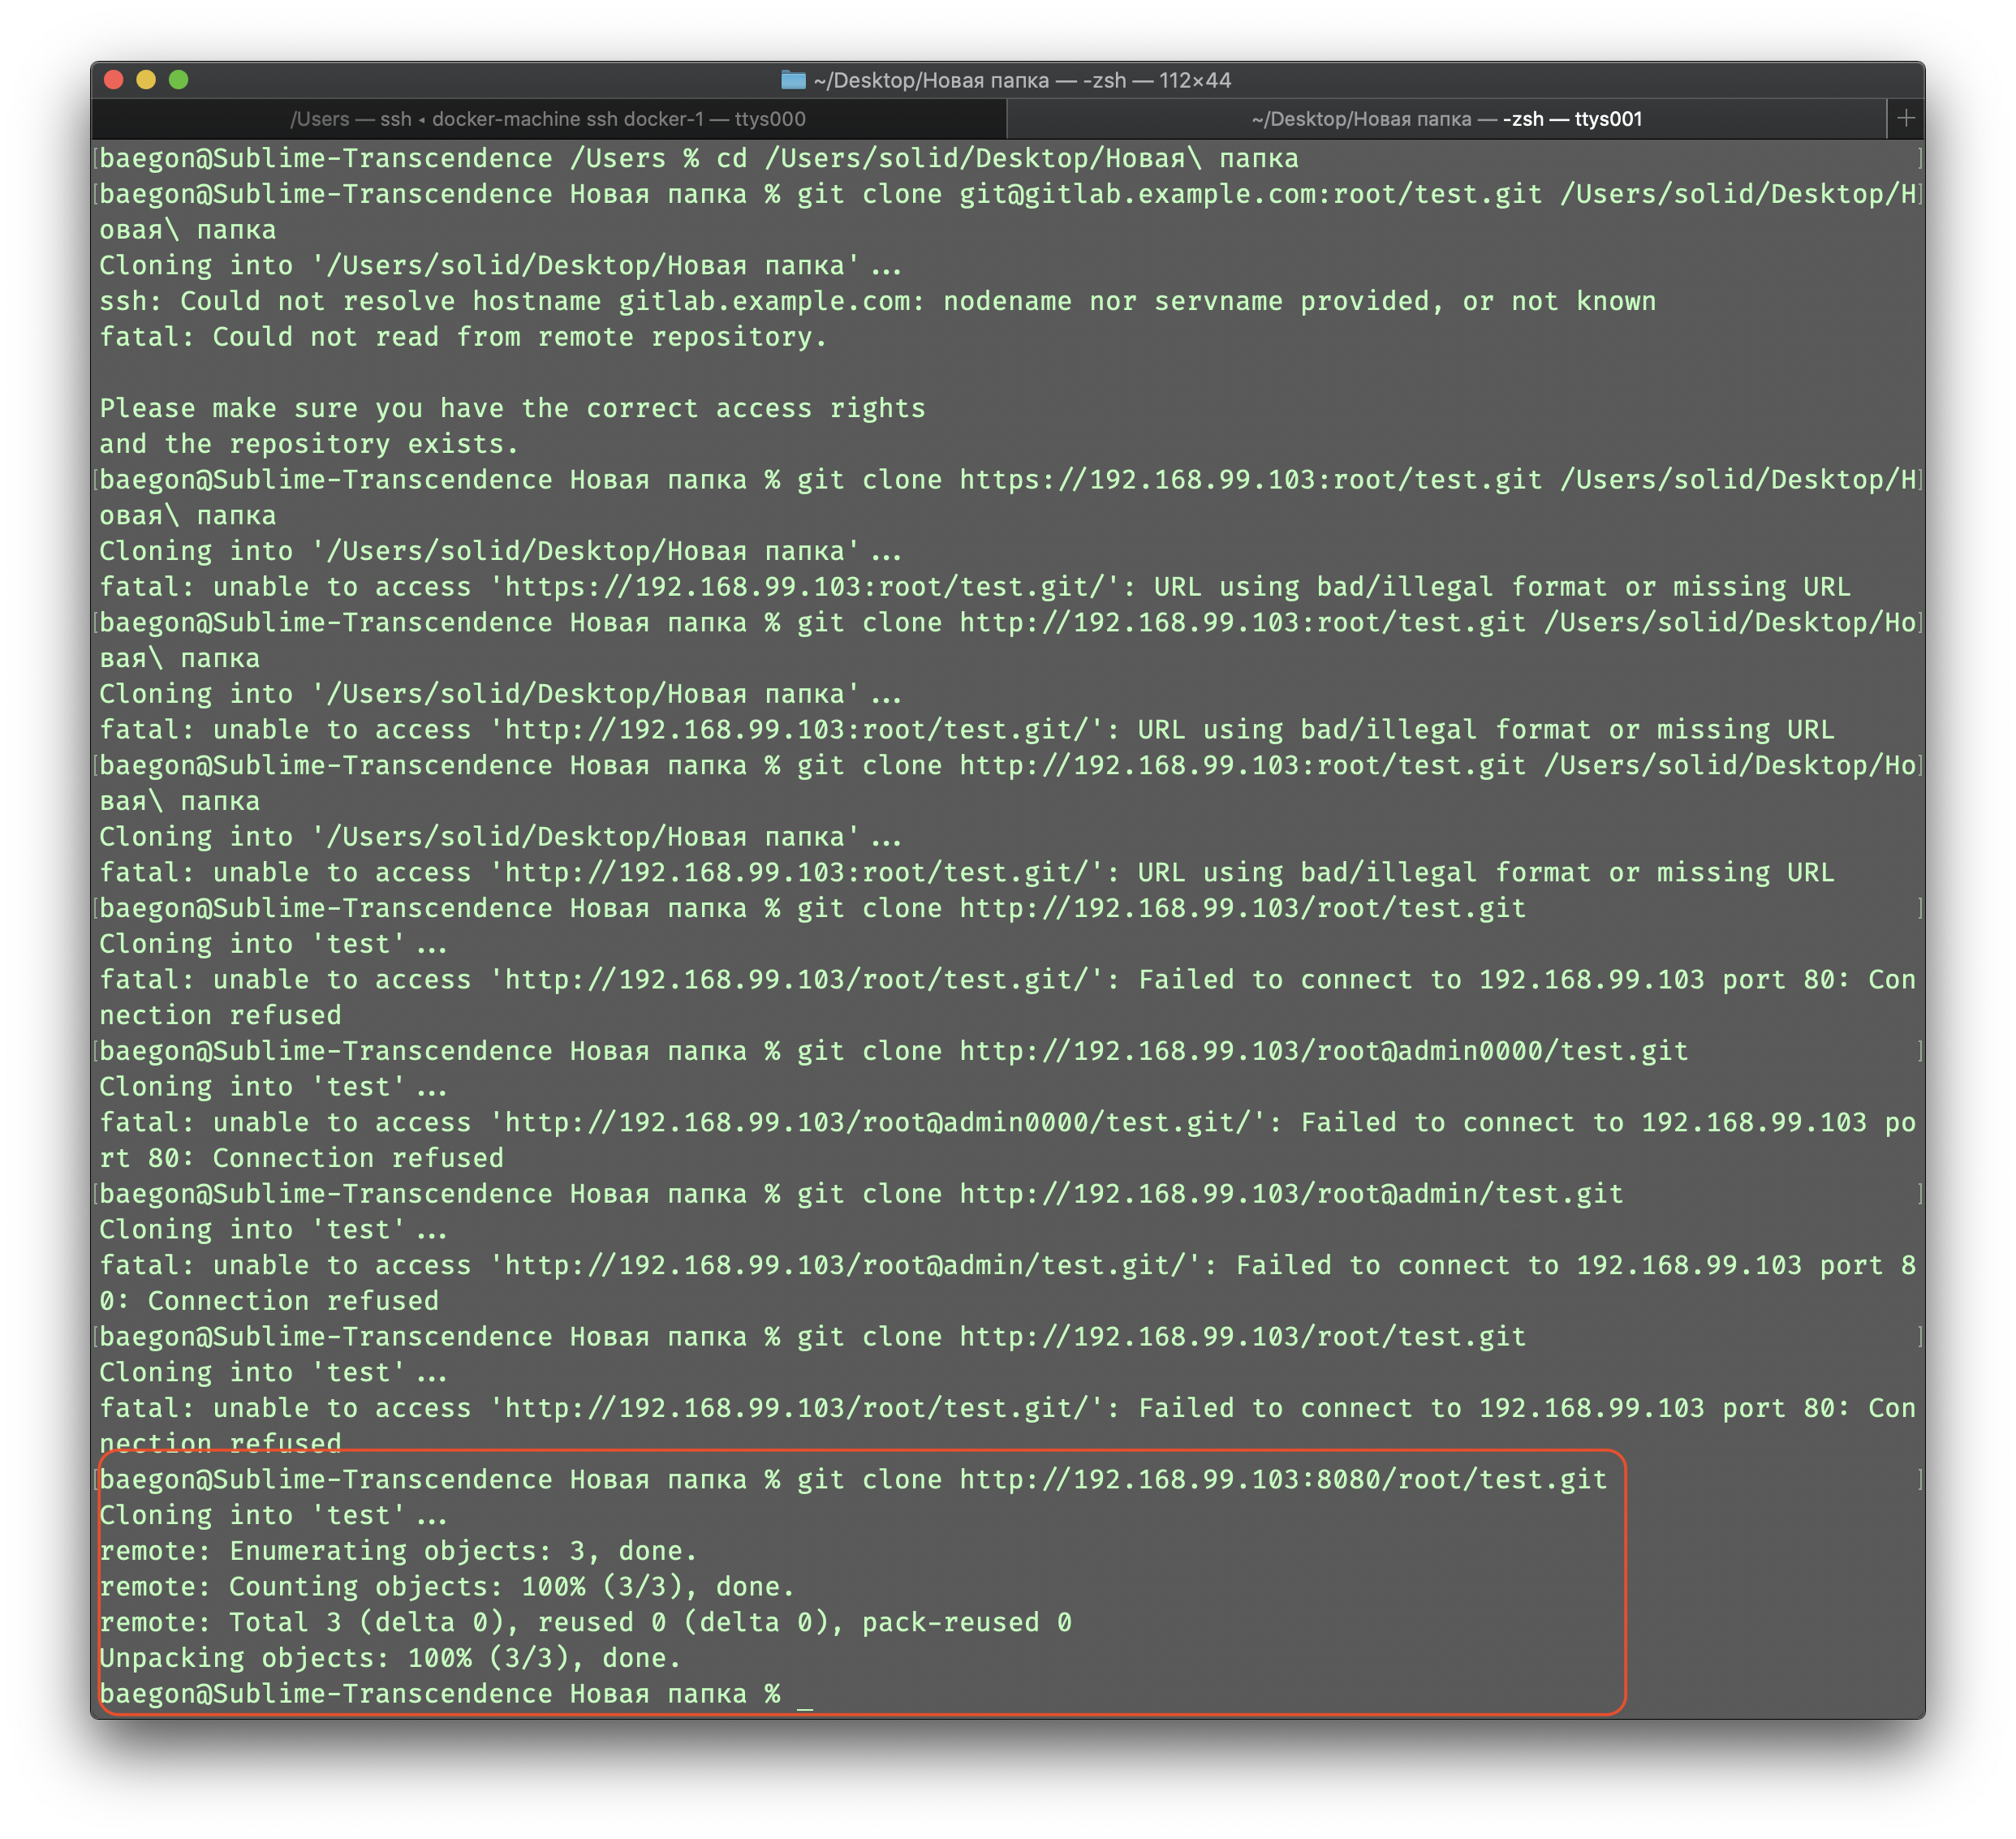 ~/Desktop/Новая папка — -zsh — 112×44
/Users — ssh ◂ docker-machine ssh docker-1 — ttys000
~/Desktop/Новая папка — -zsh — ttys001
baegon@Sublime-Transcendence /Users % cd /Users/solid/Desktop/Новая\ папка
baegon@Sublime-Transcendence Новая папка % git clone git@gitlab.example.com:root/test.git /Users/solid/Desktop/Н
овая\ папка
Cloning into '/Users/solid/Desktop/Новая папка'...
ssh: Could not resolve hostname gitlab.example.com: nodename nor servname provided, or not known
fatal: Could not read from remote repository.
Please make sure you have the correct access rights
and the repository exists.
baegon@Sublime-Transcendence Новая папка % git clone https://192.168.99.103:root/test.git /Users/solid/Desktop/Н
овая\ папка
Cloning into '/Users/solid/Desktop/Новая папка'...
fatal: unable to access 'https://192.168.99.103:root/test.git/': URL using bad/illegal format or missing URL
baegon@Sublime-Transcendence Новая папка % git clone http://192.168.99.103:root/test.git /Users/solid/Desktop/Но
вая\ папка
Cloning into '/Users/solid/Desktop/Новая папка'...
fatal: unable to access 'http://192.168.99.103:root/test.git/': URL using bad/illegal format or missing URL
baegon@Sublime-Transcendence Новая папка % git clone http://192.168.99.103:root/test.git /Users/solid/Desktop/Но
вая\ папка
Cloning into '/Users/solid/Desktop/Новая папка'...
fatal: unable to access 'http://192.168.99.103:root/test.git/': URL using bad/illegal format or missing URL
baegon@Sublime-Transcendence Новая папка % git clone http://192.168.99.103/root/test.git
Cloning into 'test'...
fatal: unable to access 'http://192.168.99.103/root/test.git/': Failed to connect to 192.168.99.103 port 80: Con
nection refused
baegon@Sublime-Transcendence Новая папка % git clone http://192.168.99.103/root@admin0000/test.git
Cloning into 'test'...
fatal: unable to access 'http://192.168.99.103/root@admin0000/test.git/': Failed to connect to 192.168.99.103 po
rt 80: Connection refused
baegon@Sublime-Transcendence Новая папка % git clone http://192.168.99.103/root@admin/test.git
Cloning into 'test'...
fatal: unable to access 'http://192.168.99.103/root@admin/test.git/': Failed to connect to 192.168.99.103 port 8
0: Connection refused
baegon@Sublime-Transcendence Новая папка % git clone http://192.168.99.103/root/test.git
Cloning into 'test'...
fatal: unable to access 'http://192.168.99.103/root/test.git/': Failed to connect to 192.168.99.103 port 80: Con
nection refused
baegon@Sublime-Transcendence Новая папка % git clone http://192.168.99.103:8080/root/test.git
Cloning into 'test'...
remote: Enumerating objects: 3, done.
remote: Counting objects: 100% (3/3), done.
remote: Total 3 (delta 0), reused 0 (delta 0), pack-reused 0
Unpacking objects: 100% (3/3), done.
baegon@Sublime-Transcendence Новая папка % _